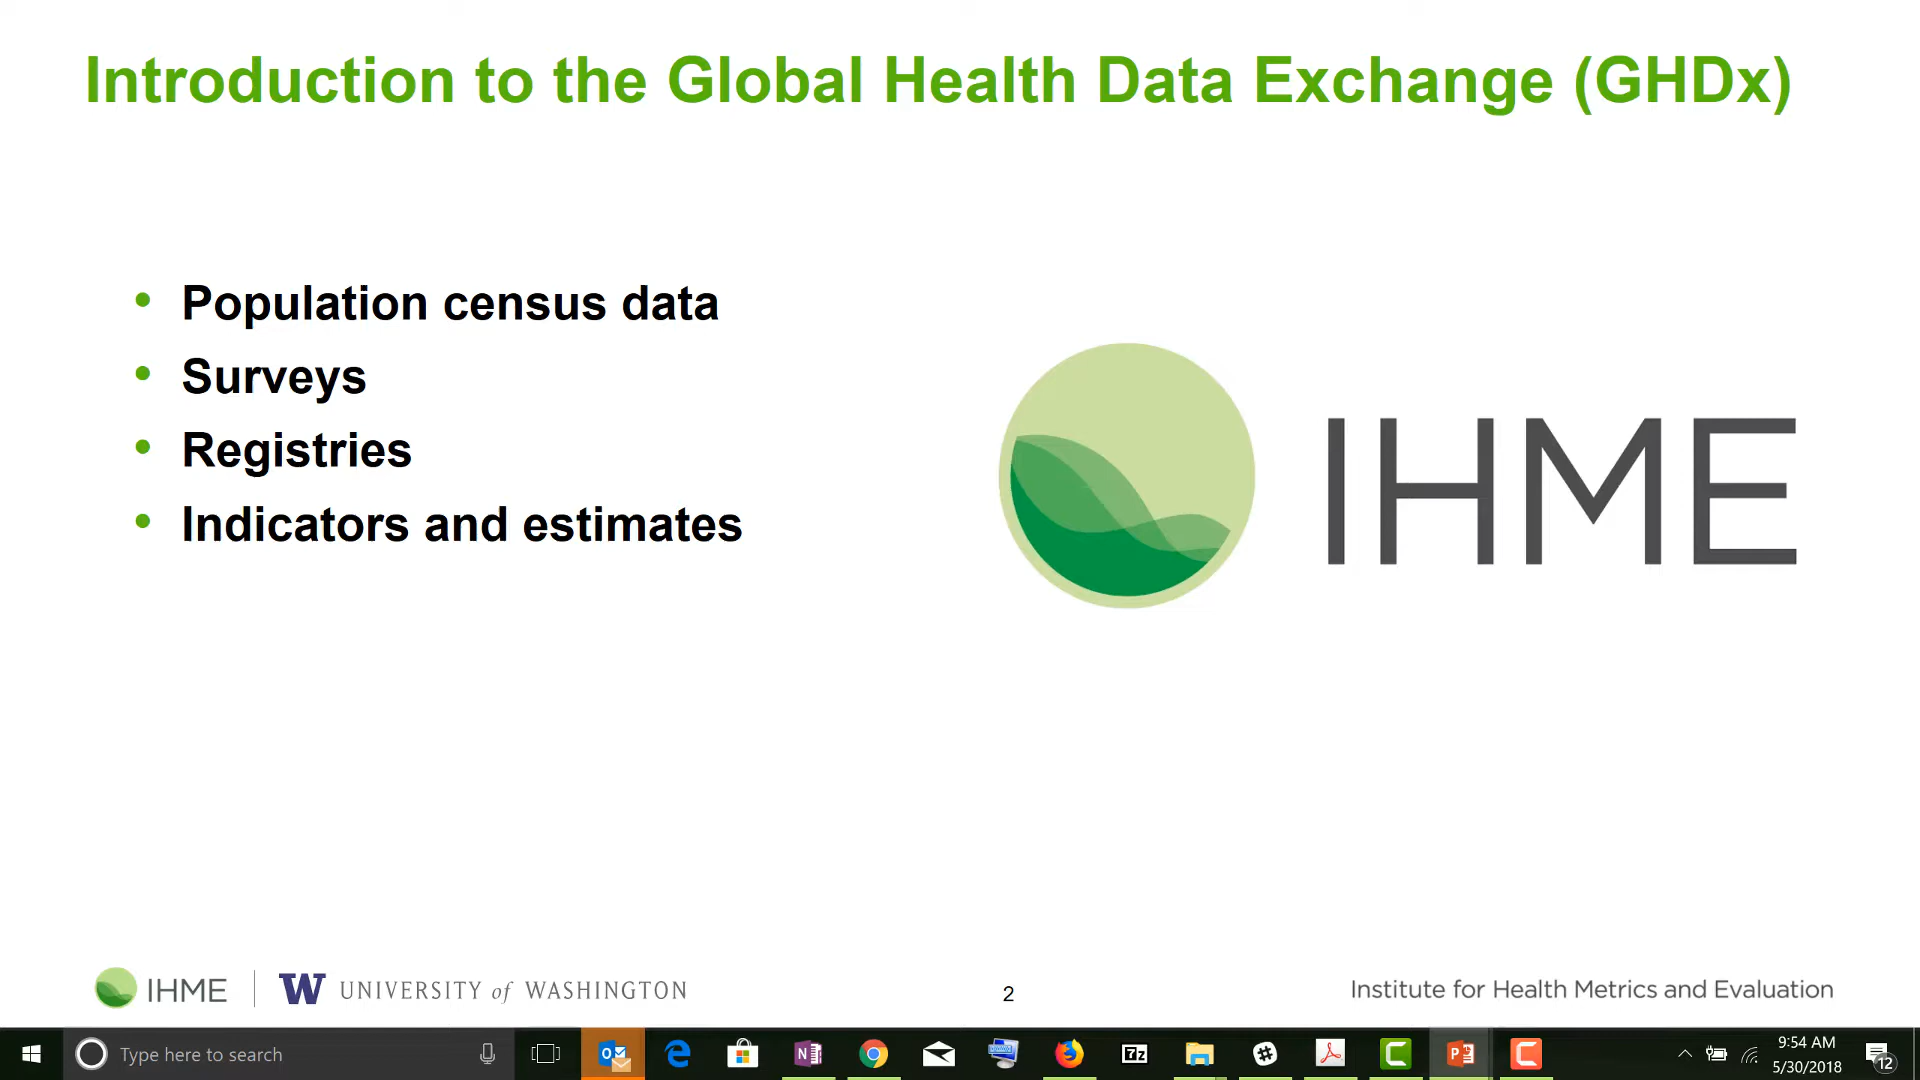 Introduction to the Global Health Data Exchange (GHDx)
• Population census data
• Surveys
• Registries
• Indicators and estimates
IHME
IHME
W UNIVERSITY of WASHINGTON
2
Institute for Health Metrics and Evaluation
Type here to search
9:54 AM
5/30/2018
12
7z